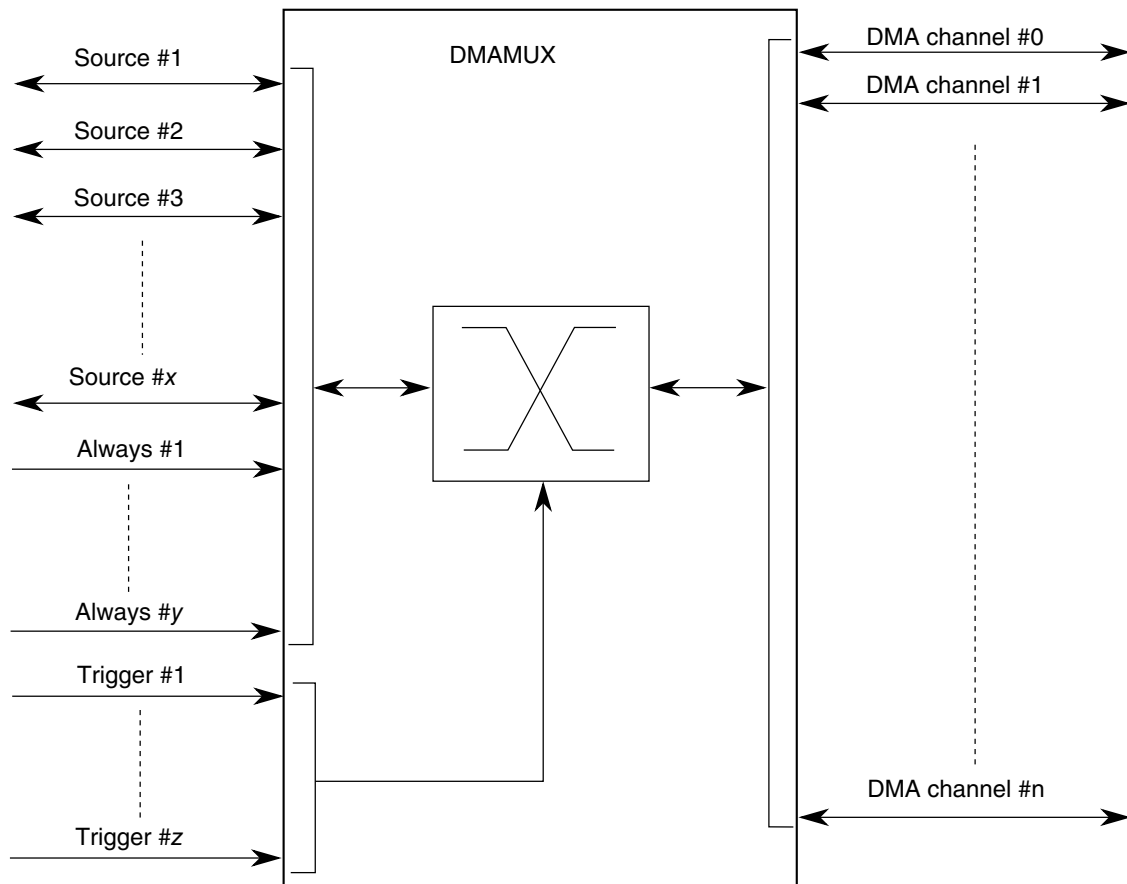 DMAMUX
Source #1
Source #2
Source #3
Source #x
Always #1
Always #y
Trigger #1
Trigger #z
DMA channel #0
DMA channel #1
DMA channel #n